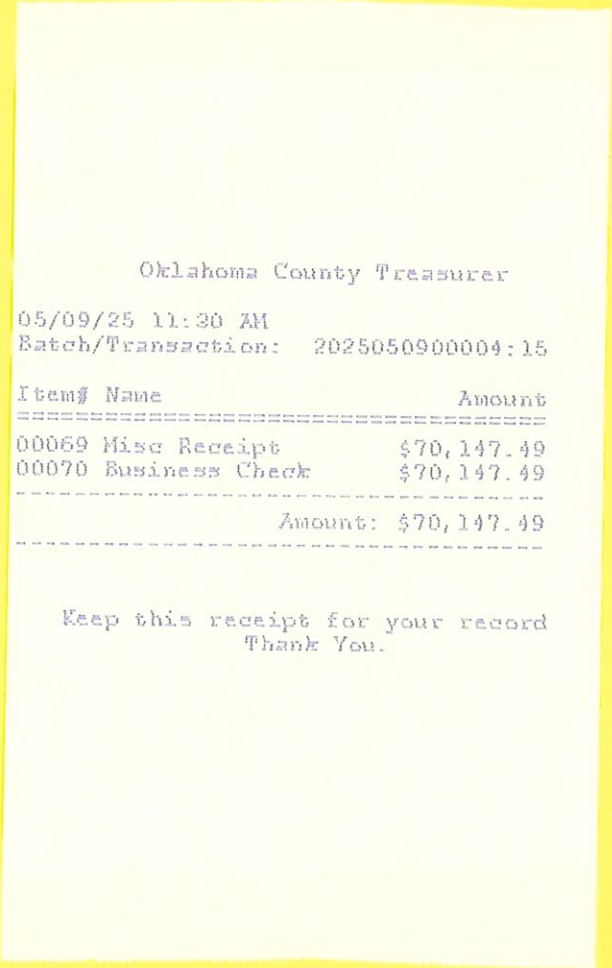 Oklahoma County Treasurer
05/09/25 11:30 AM
Batch/Transaction: 2025050900004:15
Item# Name Amount
=====================================
00069 Misc Receipt $70,147.49
00070 Business Check $70,147.49
-------------------------------------
Amount: $70,147.49
-------------------------------------
Keep this receipt for your record
Thank You.